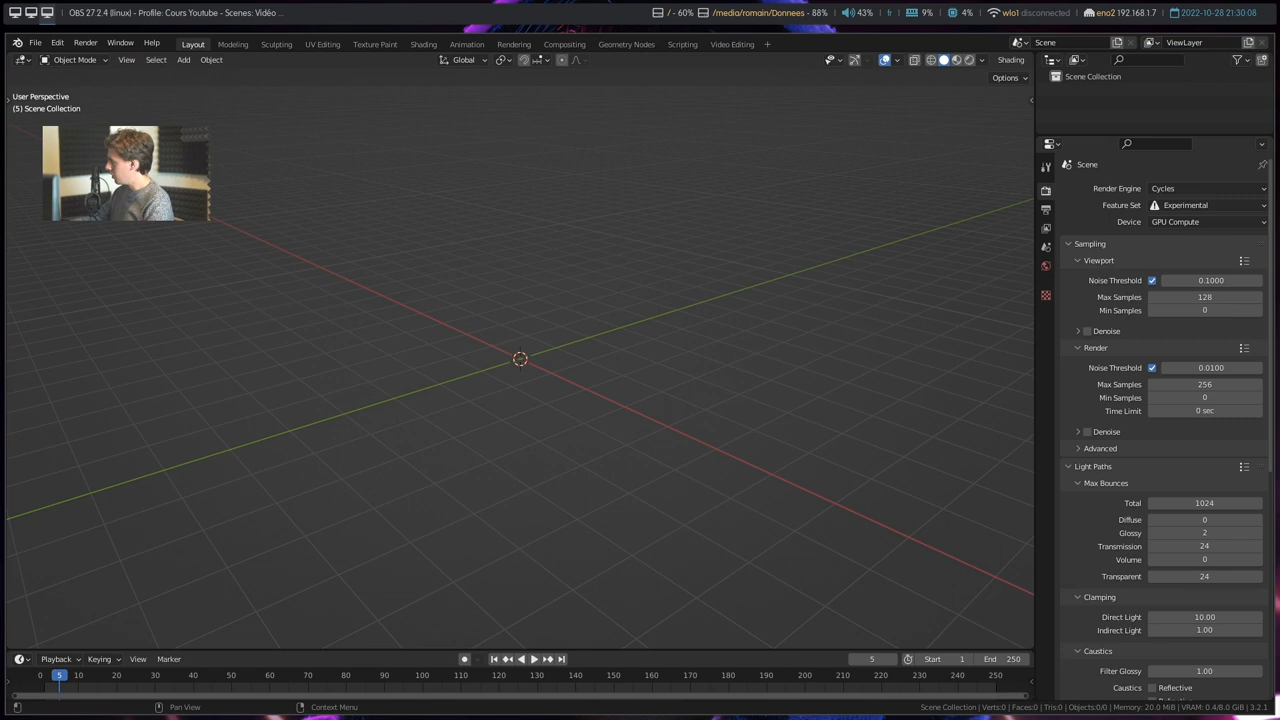 OBS 27.2.4 (linux) - Profile: Cours Youtube - Scenes: Vidéo ...
/ - 60%
/media/romain/Donnees - 88%
43%
fr
9%
4%
wlo1 disconnected
eno2 192.168.1.7
2022-10-28 21:30:08
File Edit Render Window Help
Layout Modeling Sculpting UV Editing Texture Paint Shading Animation Rendering Compositing Geometry Nodes Scripting Video Editing +
Scene
ViewLayer
Object Mode View Select Add Object
Global
Shading
Options
User Perspective
(5) Scene Collection
Scene Collection
Scene
Render Engine Cycles
Feature Set Experimental
Device GPU Compute
Sampling
Viewport
Noise Threshold 0.1000
Max Samples 128
Min Samples 0
Denoise
Render
Noise Threshold 0.0100
Max Samples 256
Min Samples 0
Time Limit 0 sec
Denoise
Advanced
Light Paths
Max Bounces
Total 1024
Diffuse 0
Glossy 2
Transmission 24
Volume 0
Transparent 24
Clamping
Direct Light 10.00
Indirect Light 1.00
Caustics
Filter Glossy 1.00
Caustics Reflective
Playback Keying View Marker
5
Start 1
End 250
0 5 10 20 30 40 50 60 70 80 90 100 110 120 130 140 150 160 170 180 190 200 210 220 230 240 250
Pan View
Context Menu
Scene Collection | Verts:0 | Faces:0 | Tris:0 | Objects:0/0 | Memory: 20.0 MiB | VRAM: 0.4/8.0 GiB | 3.2.1